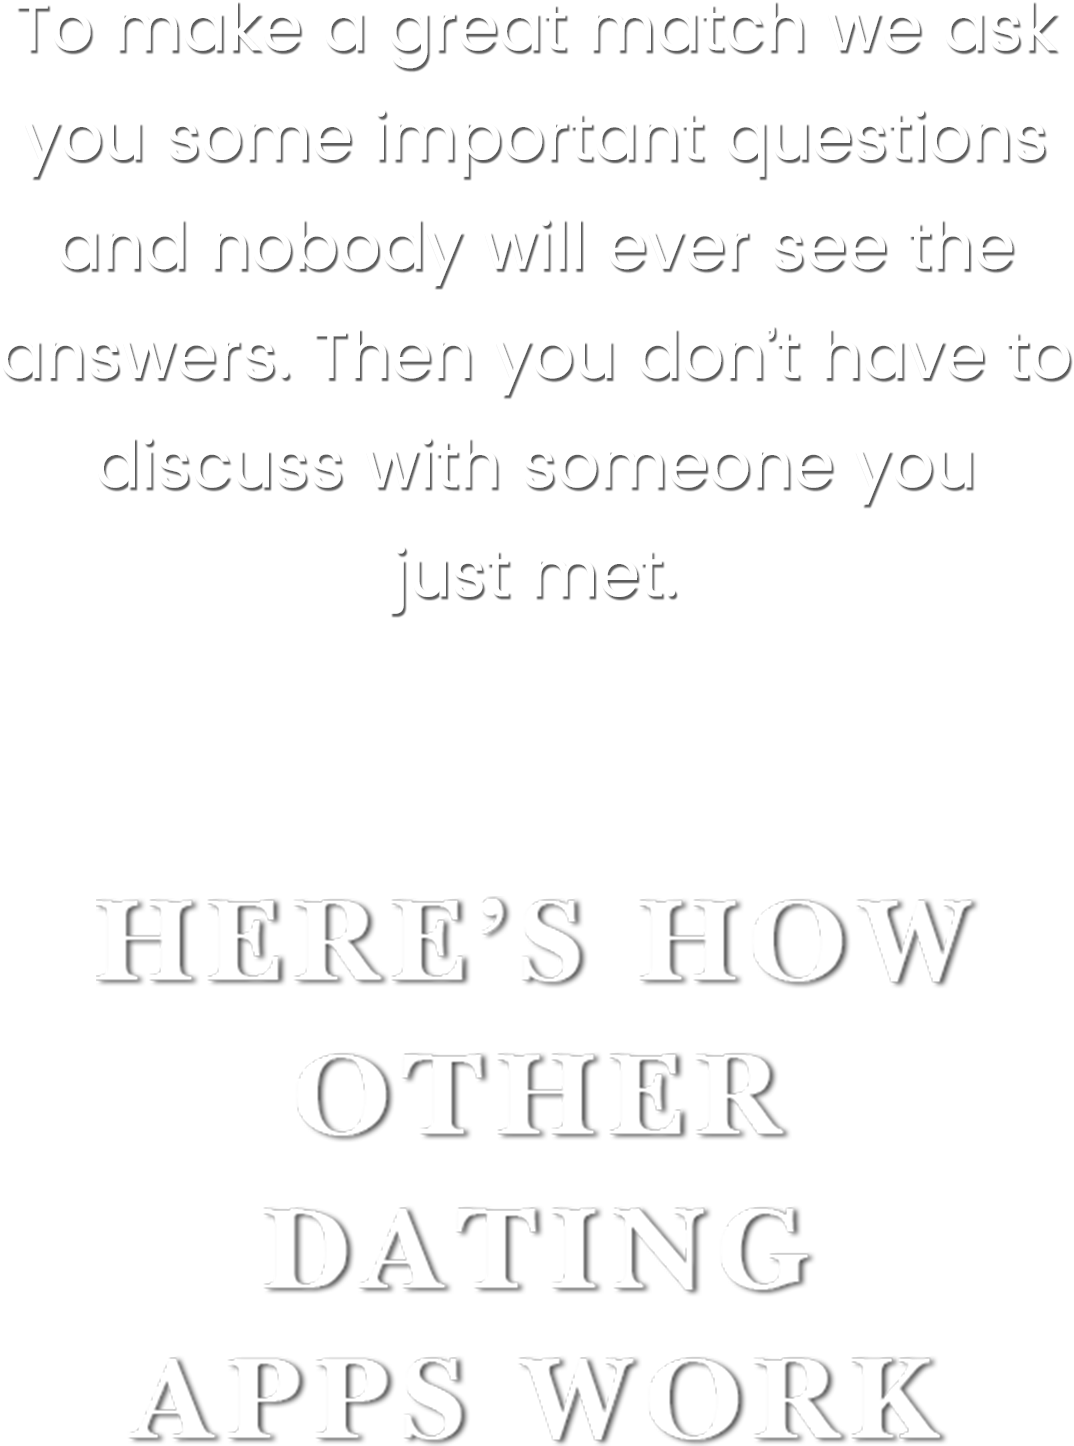 To make a great match we ask
you some important questions
and nobody will ever see the
answers. Then you don’t have to
discuss with someone you
just met.
HERE’S HOW
OTHER
DATING
APPS WORK